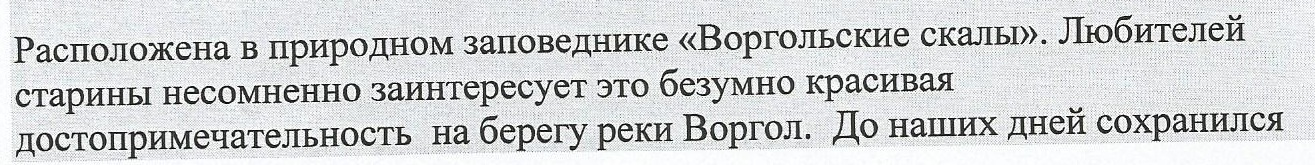 Расположена в природном заповеднике «Воргольские скалы». Любителей
старины несомненно заинтересует это безумно красивая
достопримечательность на берегу реки Воргол. До наших дней сохранился